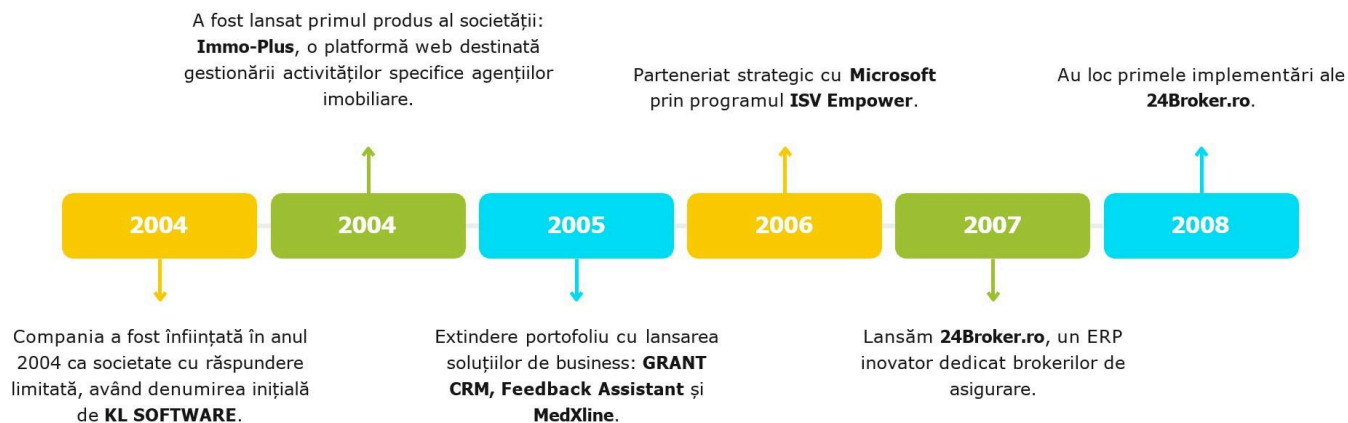 A fost lansat primul produs al societății:
Immo-Plus, o platformă web destinată
gestionării activităților specifice agențiilor
imobiliare.
Parteneriat strategic cu Microsoft
prin programul ISV Empower.
Au loc primele implementări ale
24Broker.ro.
2004
2004
2005
2006
2007
2008
Compania a fost înființată în anul
2004 ca societate cu răspundere
limitată, având denumirea inițială
de KL SOFTWARE.
Extindere portofoliu cu lansarea
soluțiilor de business: GRANT
CRM, Feedback Assistant și
MedXline.
Lansăm 24Broker.ro, un ERP
inovator dedicat brokerilor de
asigurare.